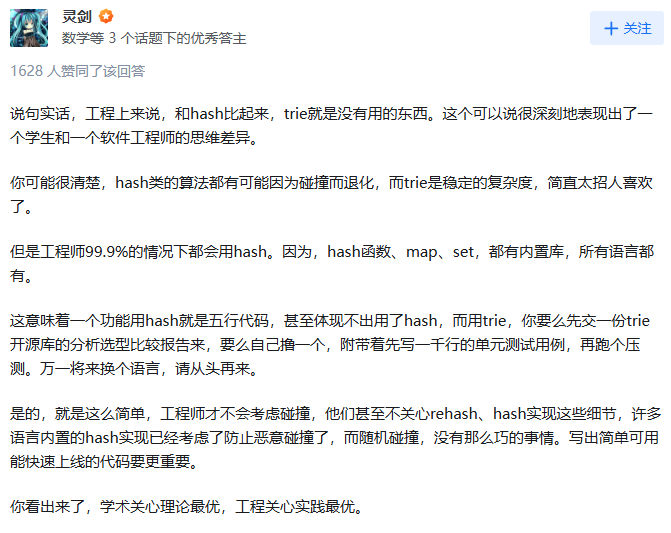 灵剑
数学等 3 个话题下的优秀答主
关注
1628 人赞同了该回答
说句实话，工程上来说，和hash比起来，trie就是没有用的东西。这个可以说很深刻地表现出了一
个学生和一个软件工程师的思维差异。
你可能很清楚，hash类的算法都有可能因为碰撞而退化，而trie是稳定的复杂度，简直太招人喜欢
了。
但是工程师99.9%的情况下都会用hash。因为，hash函数、map、set，都有内置库，所有语言都
有。
这意味着一个功能用hash就是五行代码，甚至体现不出用了hash，而用trie，你要么先交一份trie
开源库的分析选型比较报告来，要么自己撸一个，附带着先写一千行的单元测试用例，再跑个压
测。万一将来换个语言，请从头再来。
是的，就是这么简单，工程师才不会考虑碰撞，他们甚至不关心rehash、hash实现这些细节，许多
语言内置的hash实现已经考虑了防止恶意碰撞了，而随机碰撞，没有那么巧的事情。写出简单可用
能快速上线的代码要更重要。
你看出来了，学术关心理论最优，工程关心实践最优。